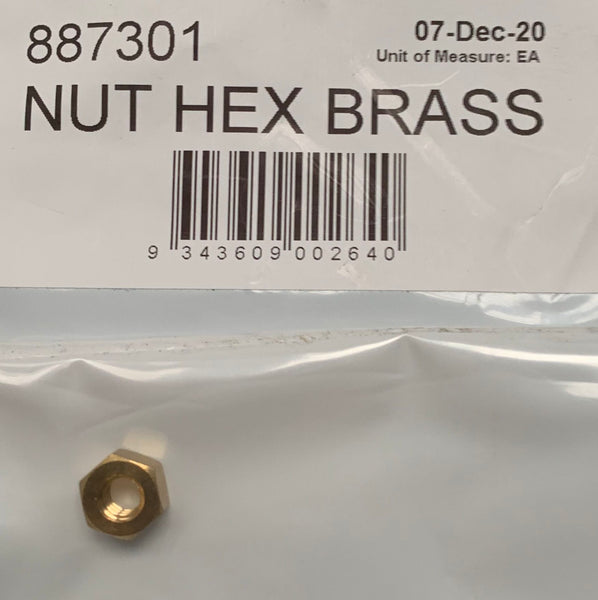 887301
07-Dec-20
Unit of Measure: EA
NUT HEX BRASS
9 343609 002640